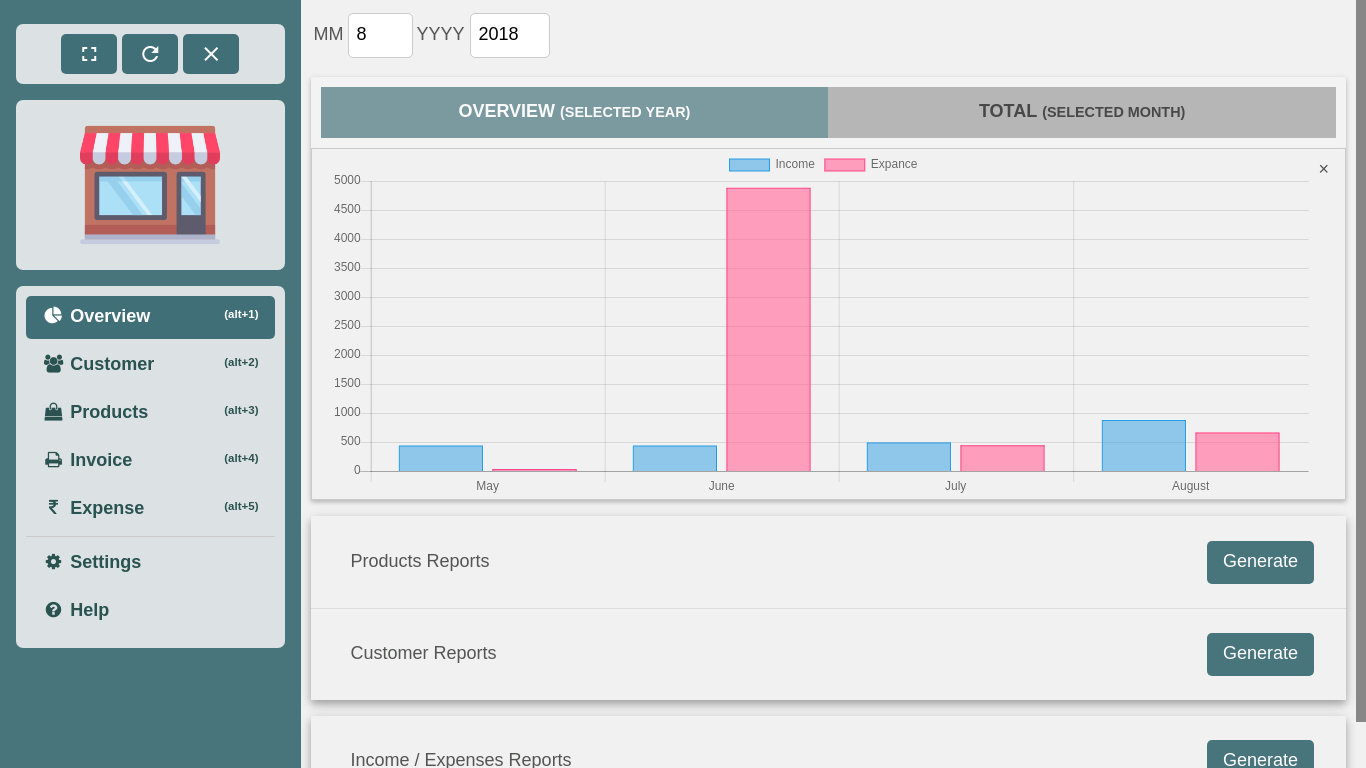 MM 8 YYYY 2018
OVERVIEW (SELECTED YEAR)
TOTAL (SELECTED MONTH)
Income
Expance
×
5000
4500
4000
3500
3000
2500
2000
1500
1000
500
0
May
June
July
August
Overview (alt+1)
Customer (alt+2)
Products (alt+3)
Invoice (alt+4)
Expense (alt+5)
Settings
Help
Products Reports
Generate
Customer Reports
Generate
Income / Expenses Reports
Generate